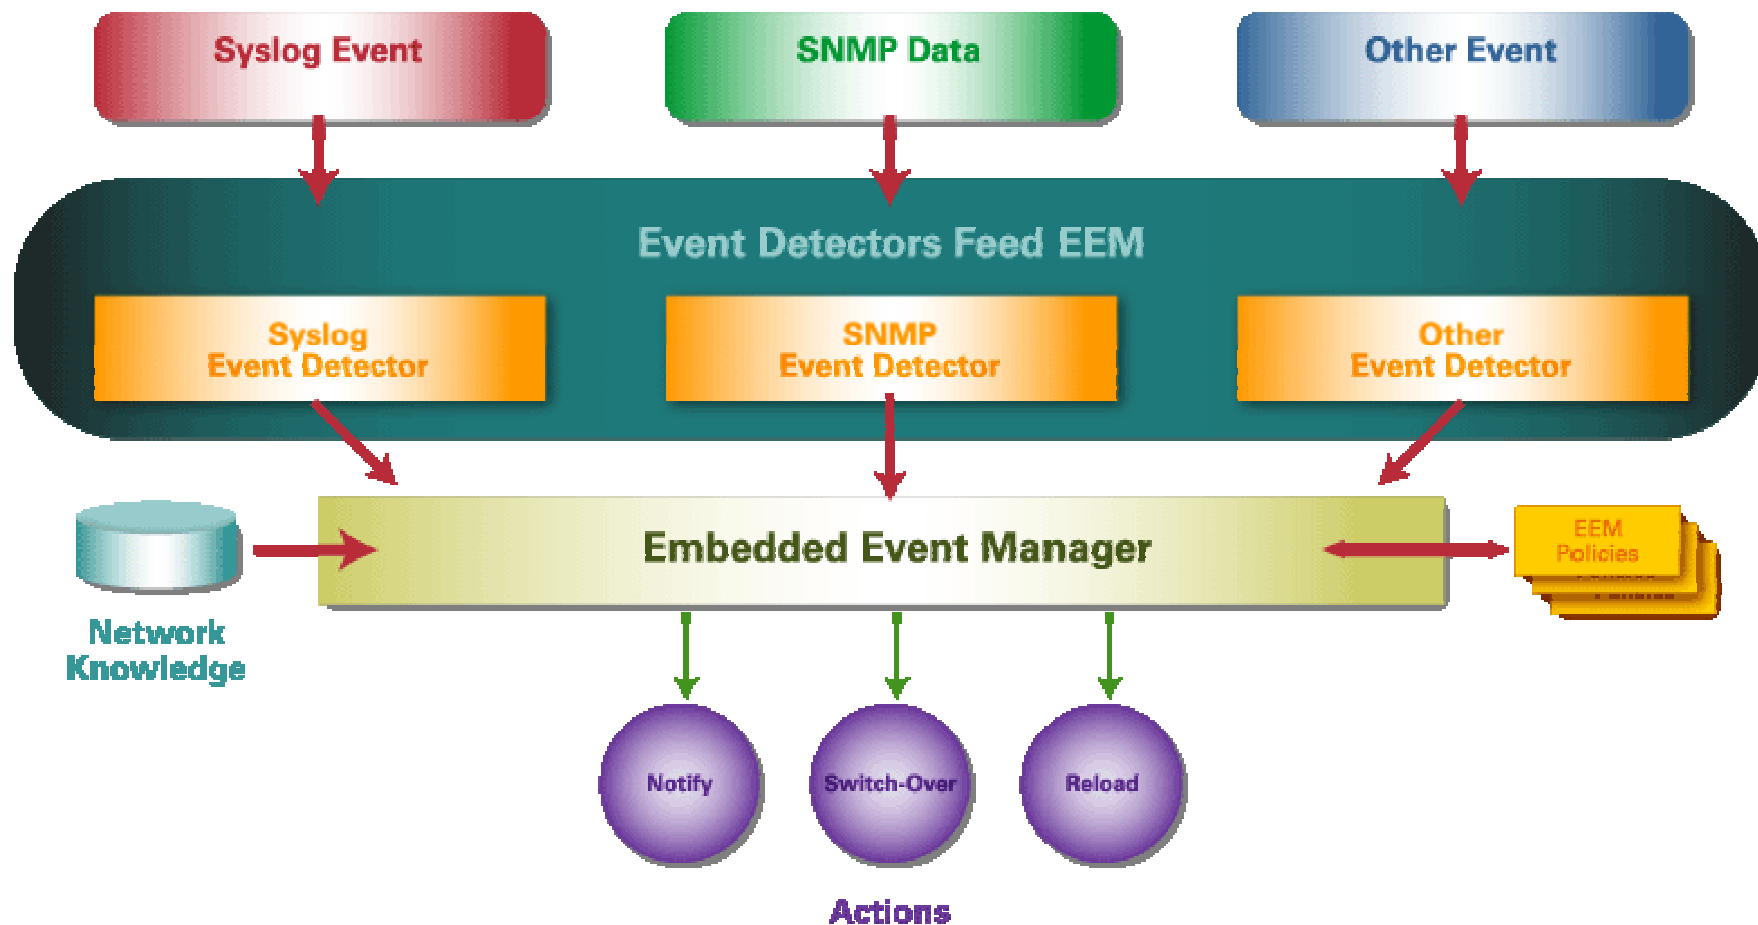 Syslog Event
SNMP Data
Other Event
Event Detectors Feed EEM
Syslog
Event Detector
SNMP
Event Detector
Other
Event Detector
Embedded Event Manager
EEM
Policies
Network
Knowledge
Notify
Switch-Over
Reload
Actions